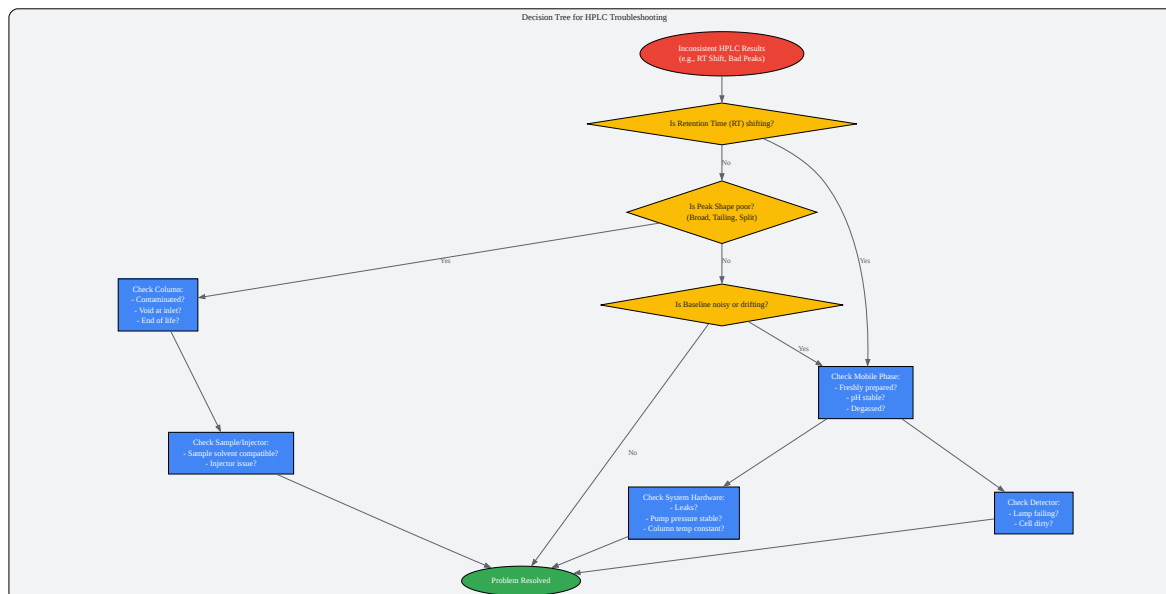 Decision Tree for HPLC Troubleshooting
Inconsistent HPLC Results
(e.g., RT Shift, Bad Peaks)
Is Retention Time (RT) shifting?
No
Is Peak Shape poor?
(Broad, Tailing, Split)
Yes
No
Yes
Check Column:
- Contaminated?
- Void at inlet?
- End of life?
Is Baseline noisy or drifting?
Yes
Check Mobile Phase:
- Freshly prepared?
- pH stable?
- Degassed?
Check Sample/Injector:
- Sample solvent compatible?
- Injector issue?
No
Check System Hardware:
- Leaks?
- Pump pressure stable?
- Column temp constant?
Check Detector:
- Lamp failing?
- Cell dirty?
Problem Resolved